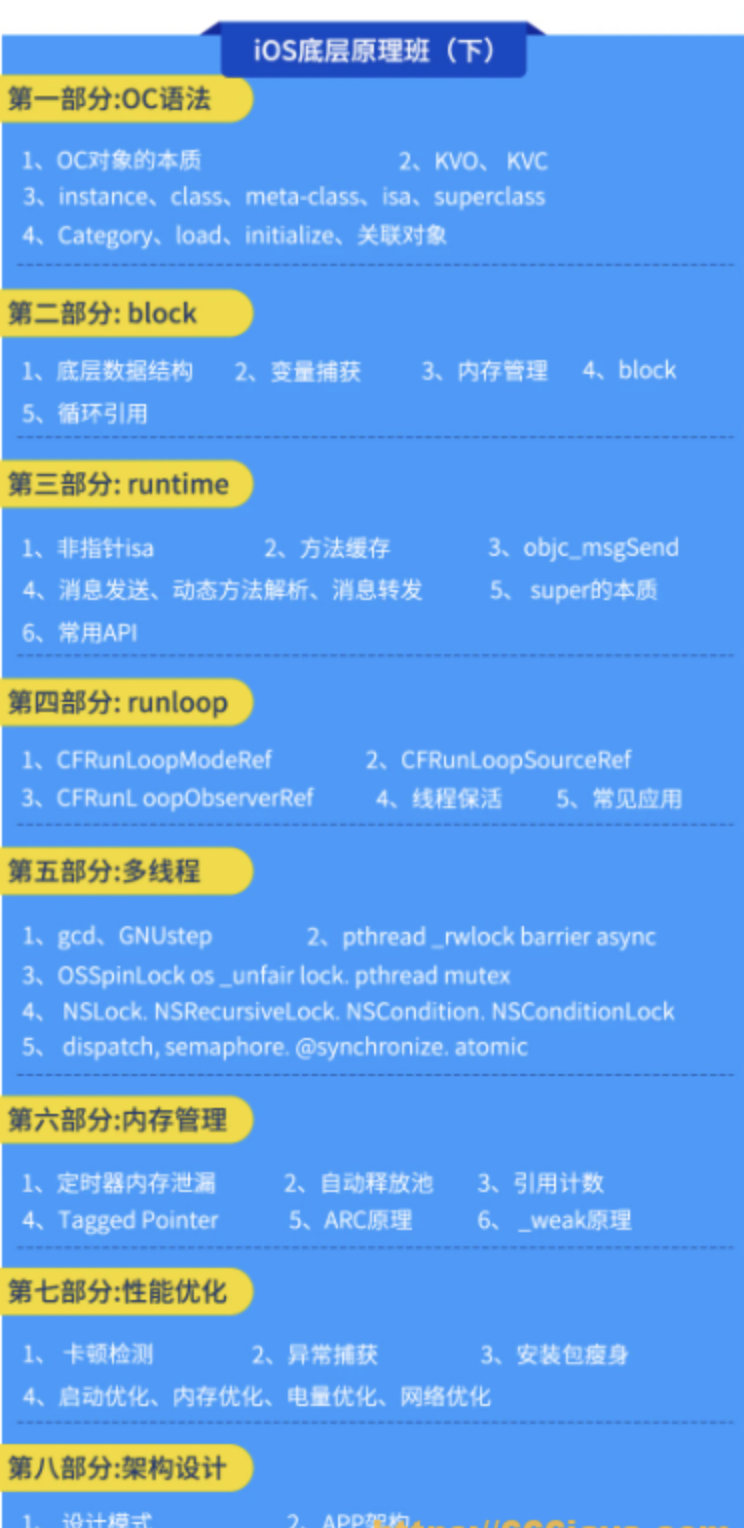 iOS底层原理班（下）
第一部分:OC语法
1、OC对象的本质 2、KVO、 KVC
3、instance、class、meta-class、isa、superclass
4、Category、load、initialize、关联对象
第二部分: block
1、底层数据结构 2、变量捕获 3、内存管理 4、block
5、循环引用
第三部分: runtime
1、非指针isa 2、方法缓存 3、objc_msgSend
4、消息发送、动态方法解析、消息转发 5、 super的本质
6、常用API
第四部分: runloop
1、CFRunLoopModeRef 2、CFRunLoopSourceRef
3、CFRunL oopObserverRef 4、线程保活 5、常见应用
第五部分:多线程
1、gcd、GNUstep 2、pthread _rwlock barrier async
3、OSSpinLock os _unfair lock. pthread mutex
4、 NSLock. NSRecursiveLock. NSCondition. NSConditionLock
5、 dispatch, semaphore. @synchronize. atomic
第六部分:内存管理
1、定时器内存泄漏 2、自动释放池 3、引用计数
4、Tagged Pointer 5、ARC原理 6、 _weak原理
第七部分:性能优化
1、 卡顿检测 2、异常捕获 3、安装包瘦身
4、启动优化、内存优化、电量优化、网络优化
第八部分:架构设计
1、 设计模式 2、APP架构